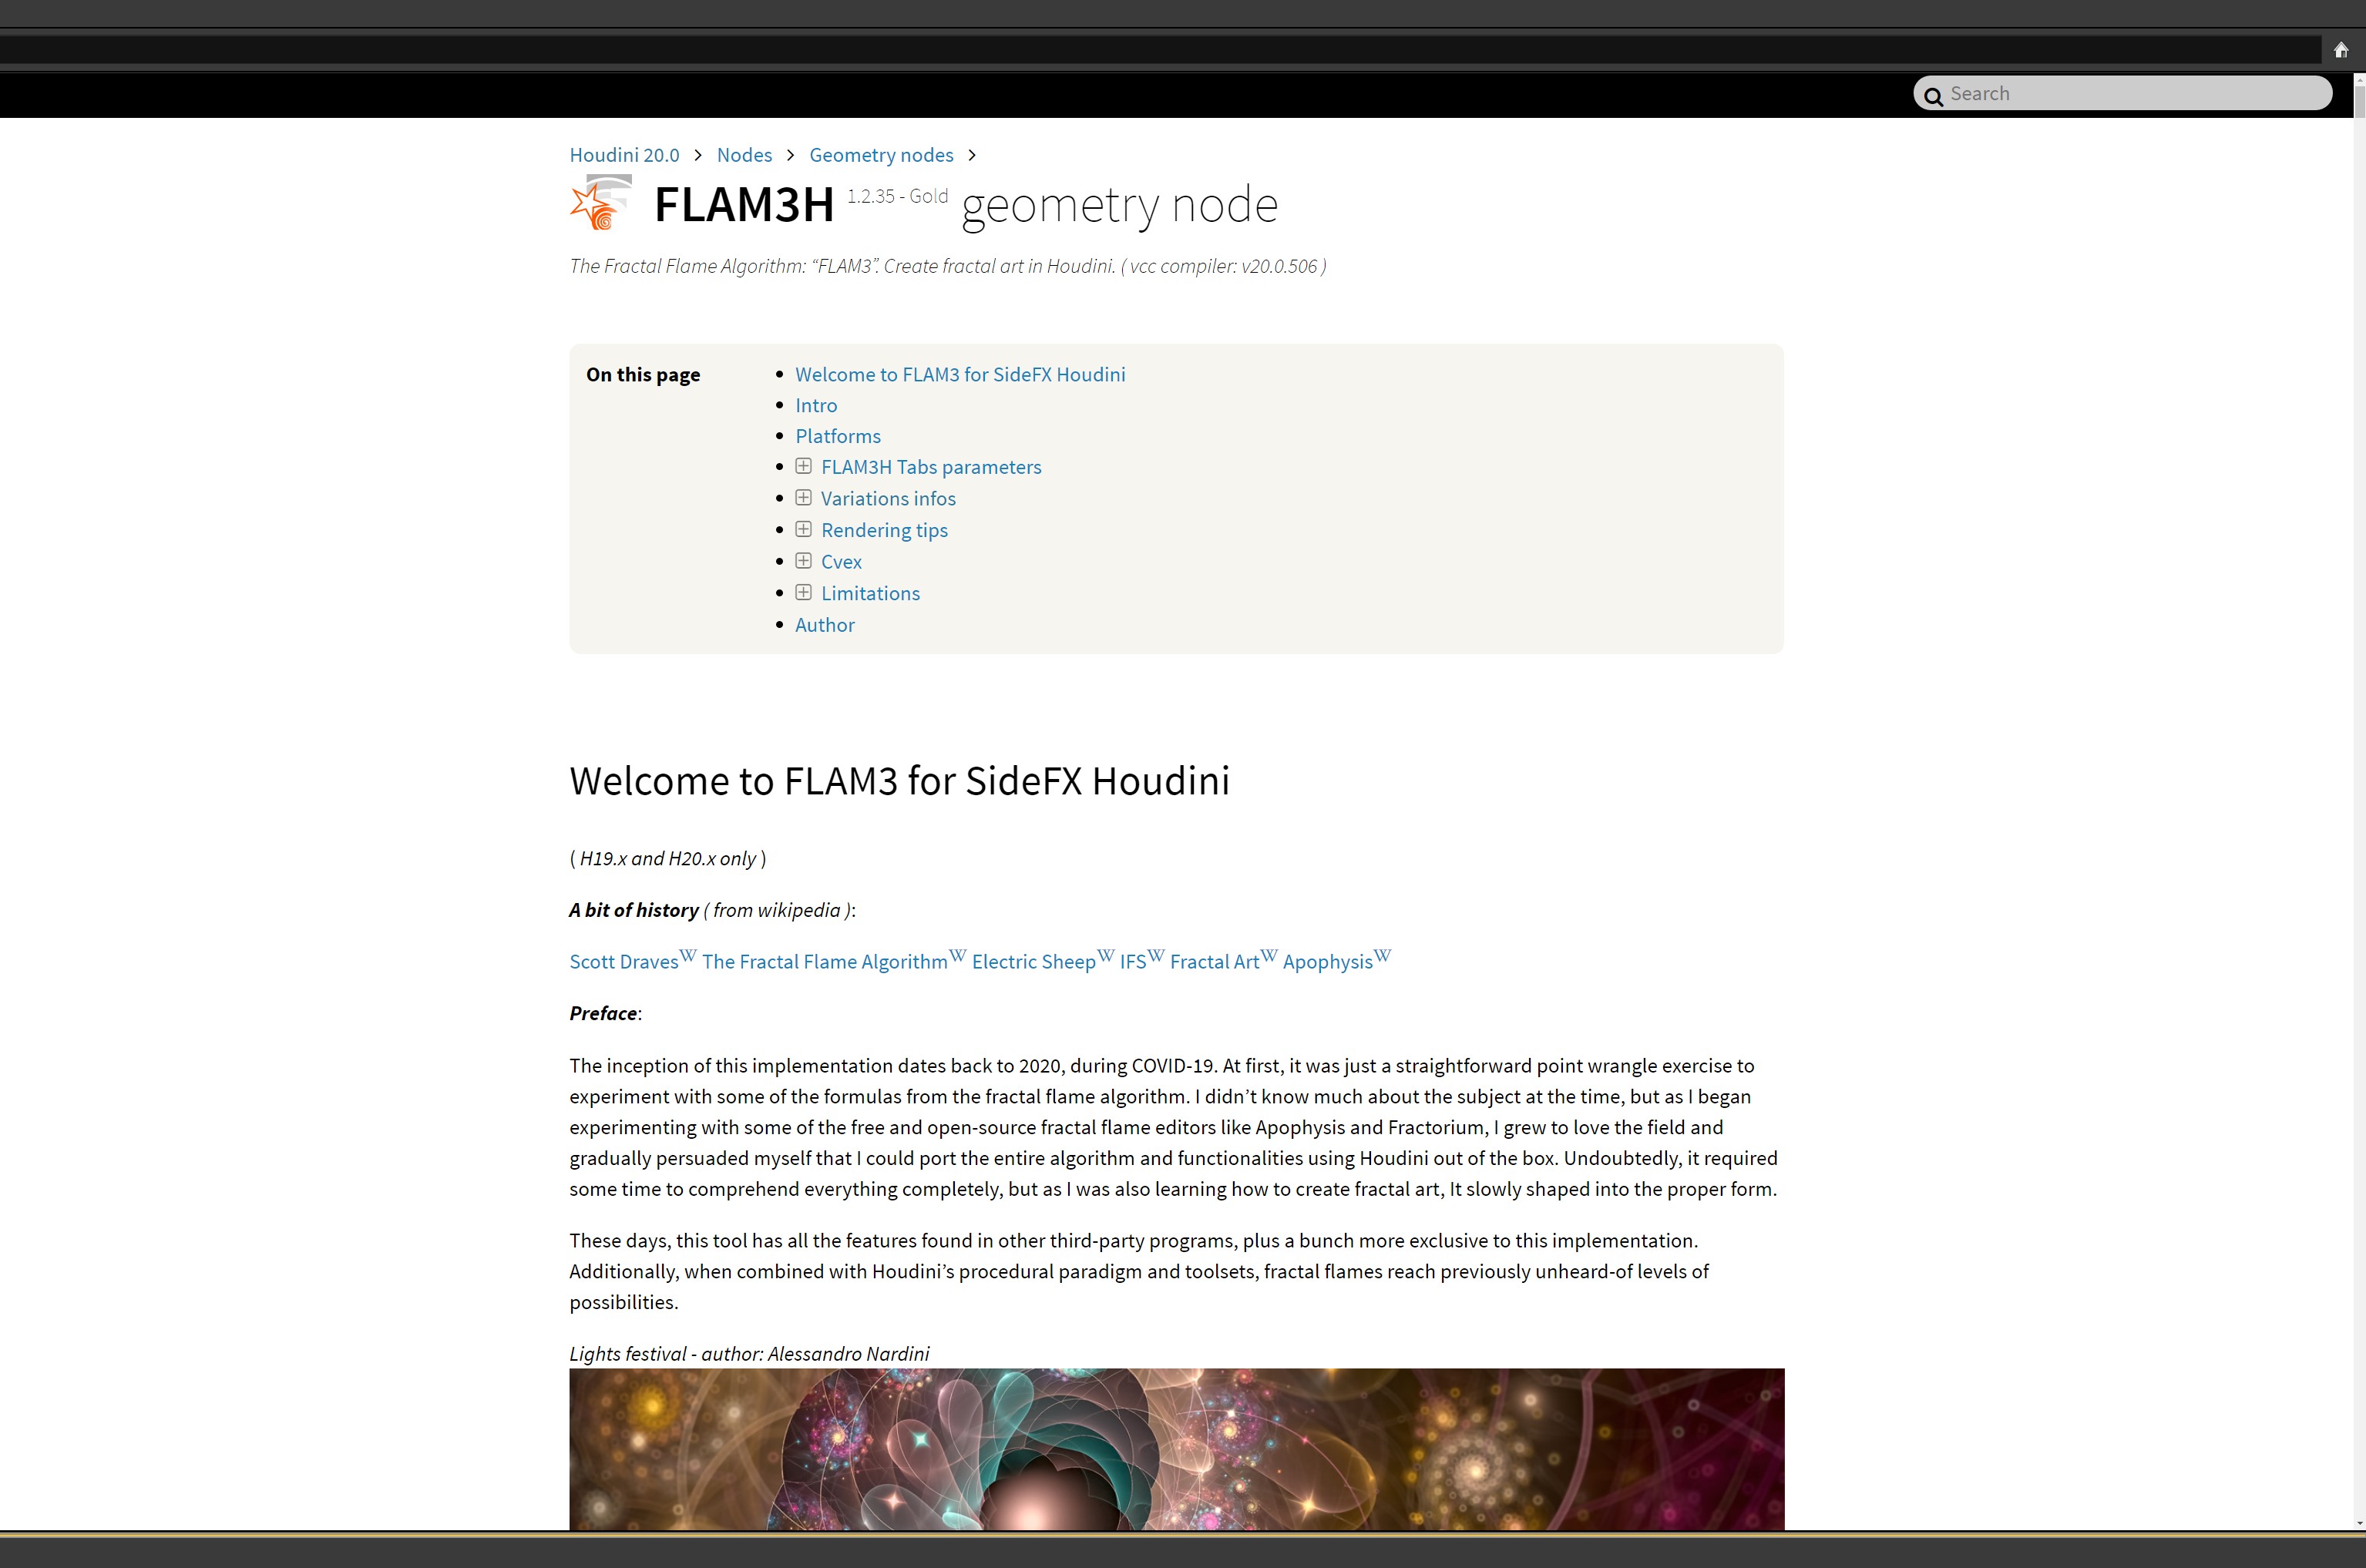 Search
Houdini 20.0 > Nodes > Geometry nodes >
FLAM3H 1.2.35 - Gold geometry node
The Fractal Flame Algorithm: “FLAM3”. Create fractal art in Houdini. ( vcc compiler: v20.0.506 )
On this page
• Welcome to FLAM3 for SideFX Houdini
• Intro
• Platforms
• FLAM3H Tabs parameters
• Variations infos
• Rendering tips
• Cvex
• Limitations
• Author
Welcome to FLAM3 for SideFX Houdini
( H19.x and H20.x only )
A bit of history ( from wikipedia ):
Scott DravesW The Fractal Flame AlgorithmW Electric SheepW IFSW Fractal ArtW ApophysisW
Preface:
The inception of this implementation dates back to 2020, during COVID-19. At first, it was just a straightforward point wrangle exercise to
experiment with some of the formulas from the fractal flame algorithm. I didn’t know much about the subject at the time, but as I began
experimenting with some of the free and open-source fractal flame editors like Apophysis and Fractorium, I grew to love the field and
gradually persuaded myself that I could port the entire algorithm and functionalities using Houdini out of the box. Undoubtedly, it required
some time to comprehend everything completely, but as I was also learning how to create fractal art, It slowly shaped into the proper form.
These days, this tool has all the features found in other third-party programs, plus a bunch more exclusive to this implementation.
Additionally, when combined with Houdini’s procedural paradigm and toolsets, fractal flames reach previously unheard-of levels of
possibilities.
Lights festival - author: Alessandro Nardini